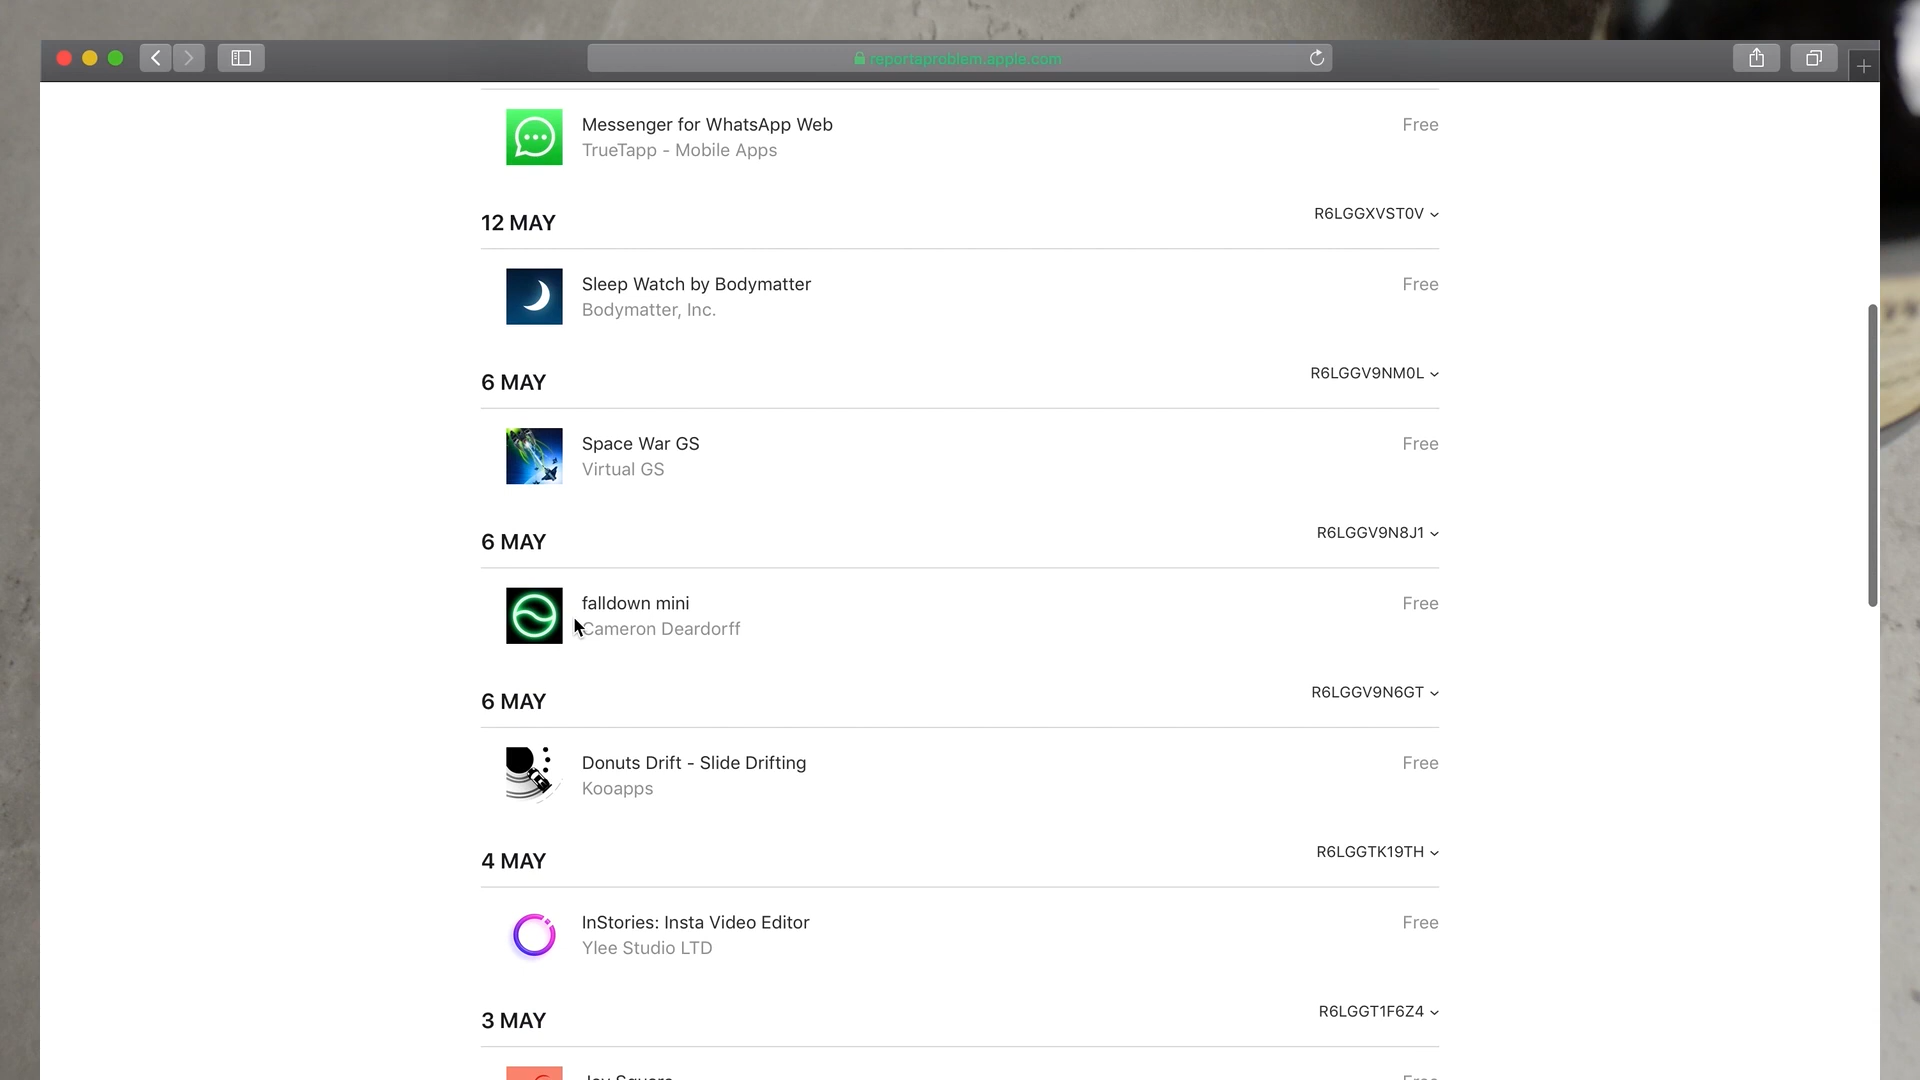 reportaproblem.apple.com
Messenger for WhatsApp Web
Free
TrueTapp - Mobile Apps
12 MAY
R6LGGXVST0V
Sleep Watch by Bodymatter
Free
Bodymatter, Inc.
6 MAY
R6LGGV9NM0L
Space War GS
Free
Virtual GS
6 MAY
R6LGGV9N8J1
falldown mini
Free
Cameron Deardorff
6 MAY
R6LGGV9N6GT
Donuts Drift - Slide Drifting
Free
Kooapps
4 MAY
R6LGGTK19TH
InStories: Insta Video Editor
Free
Ylee Studio LTD
3 MAY
R6LGGT1F6Z4
Free